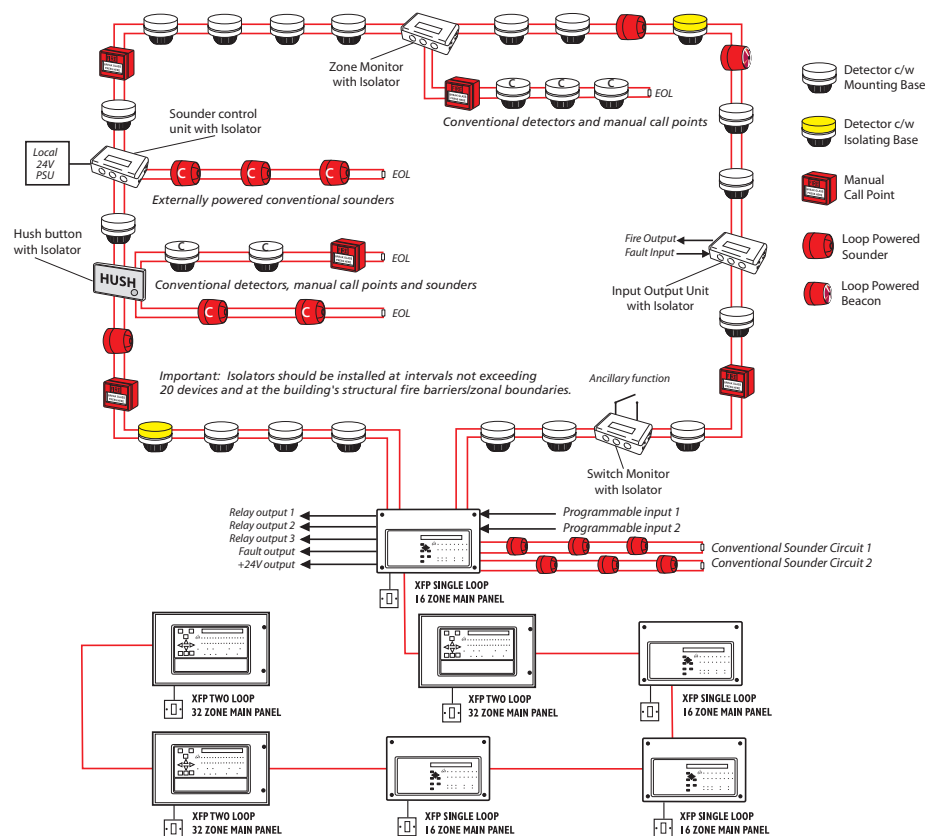 Zone Monitor
with Isolator
EOL
Conventional detectors and manual call points
Detector c/w
Mounting Base
Detector c/w
Isolating Base
Manual
Call Point
Loop Powered
Sounder
Loop Powered
Beacon
Sounder control
unit with Isolator
Local
24V
PSU
C
C
C
C
C
C
EOL
Externally powered conventional sounders
Hush button
with Isolator
HUSH
C
C
EOL
Conventional detectors, manual call points and sounders
C
C
EOL
Fire Output
Fault Input
Input Output Unit
with Isolator
Important: Isolators should be installed at intervals not exceeding
20 devices and at the building's structural fire barriers/zonal boundaries.
Ancillary function
Switch Monitor
with Isolator
Relay output 1
Relay output 2
Relay output 3
Fault output
+24V output
Programmable input 1
Programmable input 2
Conventional Sounder Circuit 1
Conventional Sounder Circuit 2
XFP SINGLE LOOP
16 ZONE MAIN PANEL
XFP TWO LOOP
32 ZONE MAIN PANEL
XFP TWO LOOP
32 ZONE MAIN PANEL
XFP SINGLE LOOP
16 ZONE MAIN PANEL
XFP TWO LOOP
32 ZONE MAIN PANEL
XFP SINGLE LOOP
16 ZONE MAIN PANEL
XFP SINGLE LOOP
16 ZONE MAIN PANEL